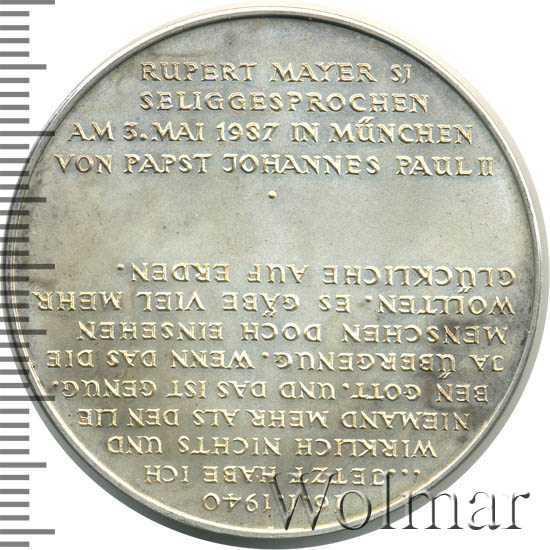 RUPERT MAYER SJ
SELIGGESPROCHEN
AM 3. MAI 1987 IN MÜNCHEN
VON PAPST JOHANNES PAUL II
16.1.1940
...JETZT HABE ICH
WIRKLICH NICHTS UND
NIEMAND MEHR ALS DEN LIE
BEN GOTT. UND DAS IST GENUG,
JA ÜBERGENUG. WENN DAS DIE
MENSCHEN DOCH EINSEHEN
WOLLTEN. ES GÄBE VIEL MEHR
GLÜCKLICHE AUF ERDEN.
Wolmar